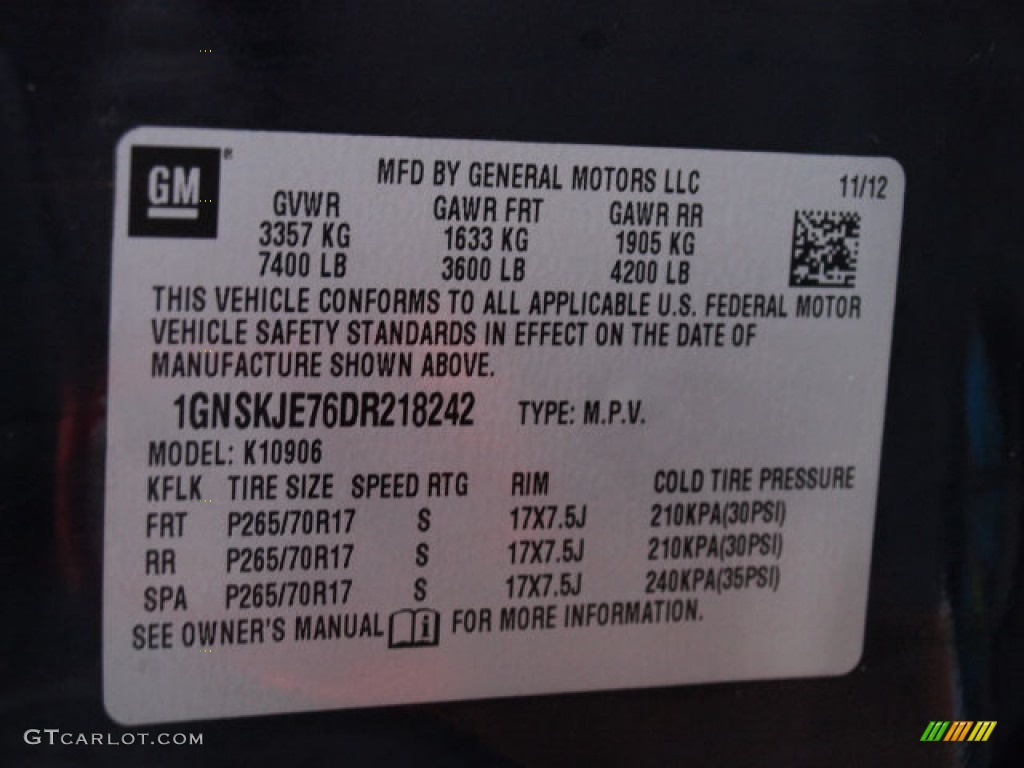 GM®
MFD BY GENERAL MOTORS LLC
11/12
GVWR GAWR FRT GAWR RR
3357 KG 1633 KG 1905 KG
7400 LB 3600 LB 4200 LB
THIS VEHICLE CONFORMS TO ALL APPLICABLE U.S. FEDERAL MOTOR
VEHICLE SAFETY STANDARDS IN EFFECT ON THE DATE OF
MANUFACTURE SHOWN ABOVE.
1GNSKJE76DR218242 TYPE: M.P.V.
MODEL: K10906
KFLK TIRE SIZE SPEED RTG RIM COLD TIRE PRESSURE
FRT P265/70R17 S 17X7.5J 210KPA(30PSI)
RR P265/70R17 S 17X7.5J 210KPA(30PSI)
SPA P265/70R17 S 17X7.5J 240KPA(35PSI)
SEE OWNER'S MANUAL i FOR MORE INFORMATION.
GTCARLOT.COM